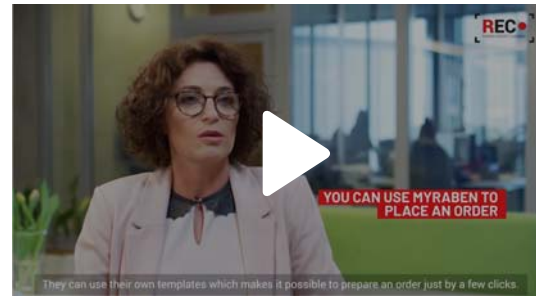 REC
YOU CAN USE MYRABEN TO
PLACE AN ORDER
They can use their own templates which makes it possible to prepare an order just by a few clicks.